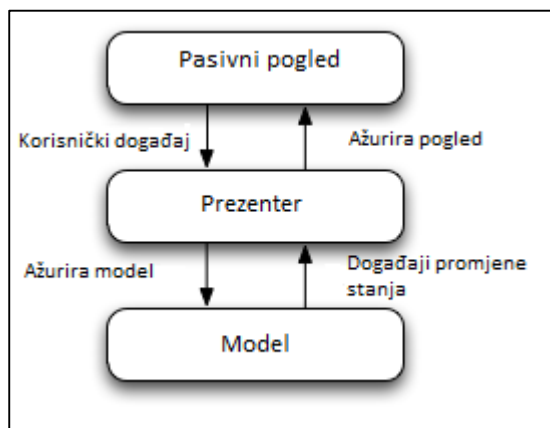 Pasivni pogled
Korisnički događaj
Ažurira pogled
Prezenter
Ažurira model
Događaji promjene
stanja
Model